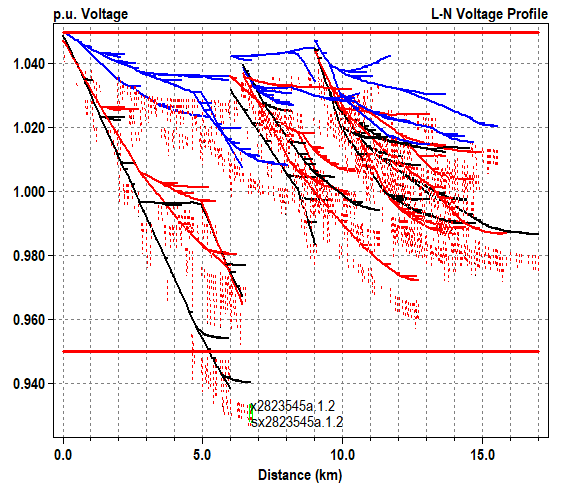 p.u. Voltage
L-N Voltage Profile
1.040
1.020
1.000
0.980
0.960
0.940
x2823545a.1.2
sx2823545a.1.2
0.0
5.0
10.0
15.0
Distance (km)